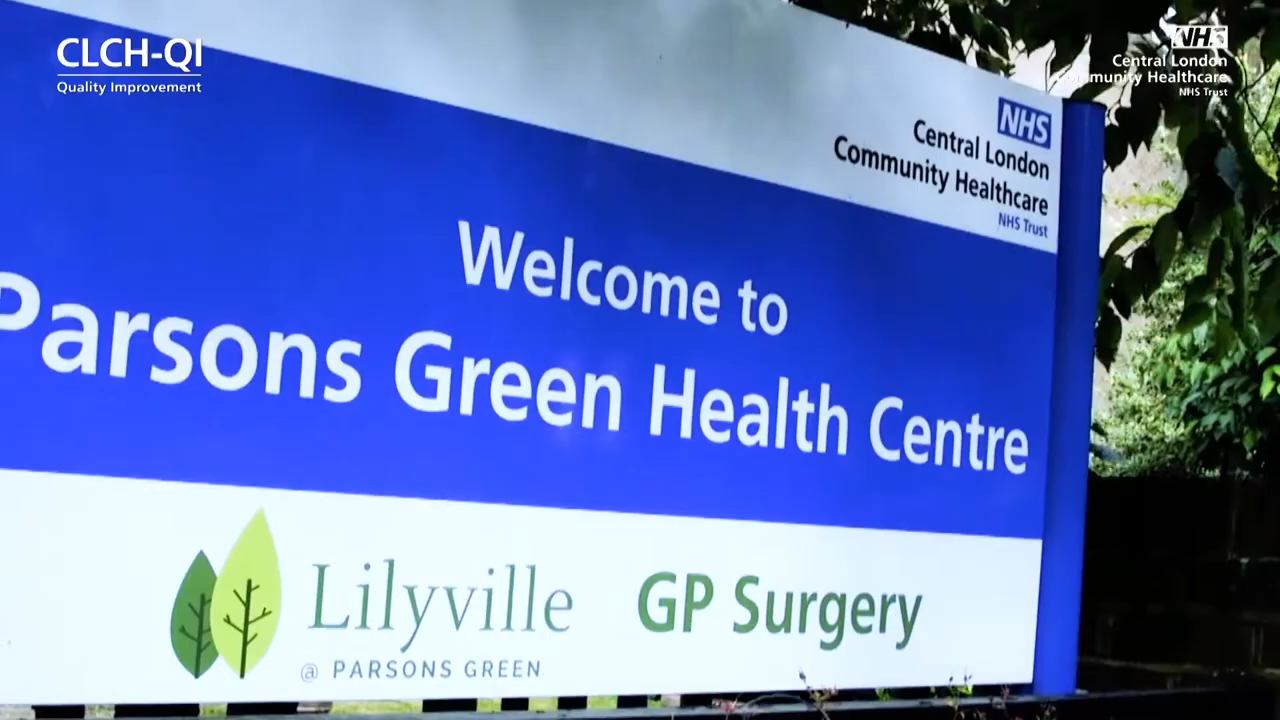 CLCH-QI
Quality Improvement
NHS
Central London
Community Healthcare
NHS Trust
NHS
Central London
Community Healthcare
NHS Trust
Welcome to
Parsons Green Health Centre
Lilyville GP Surgery
@ PARSONS GREEN